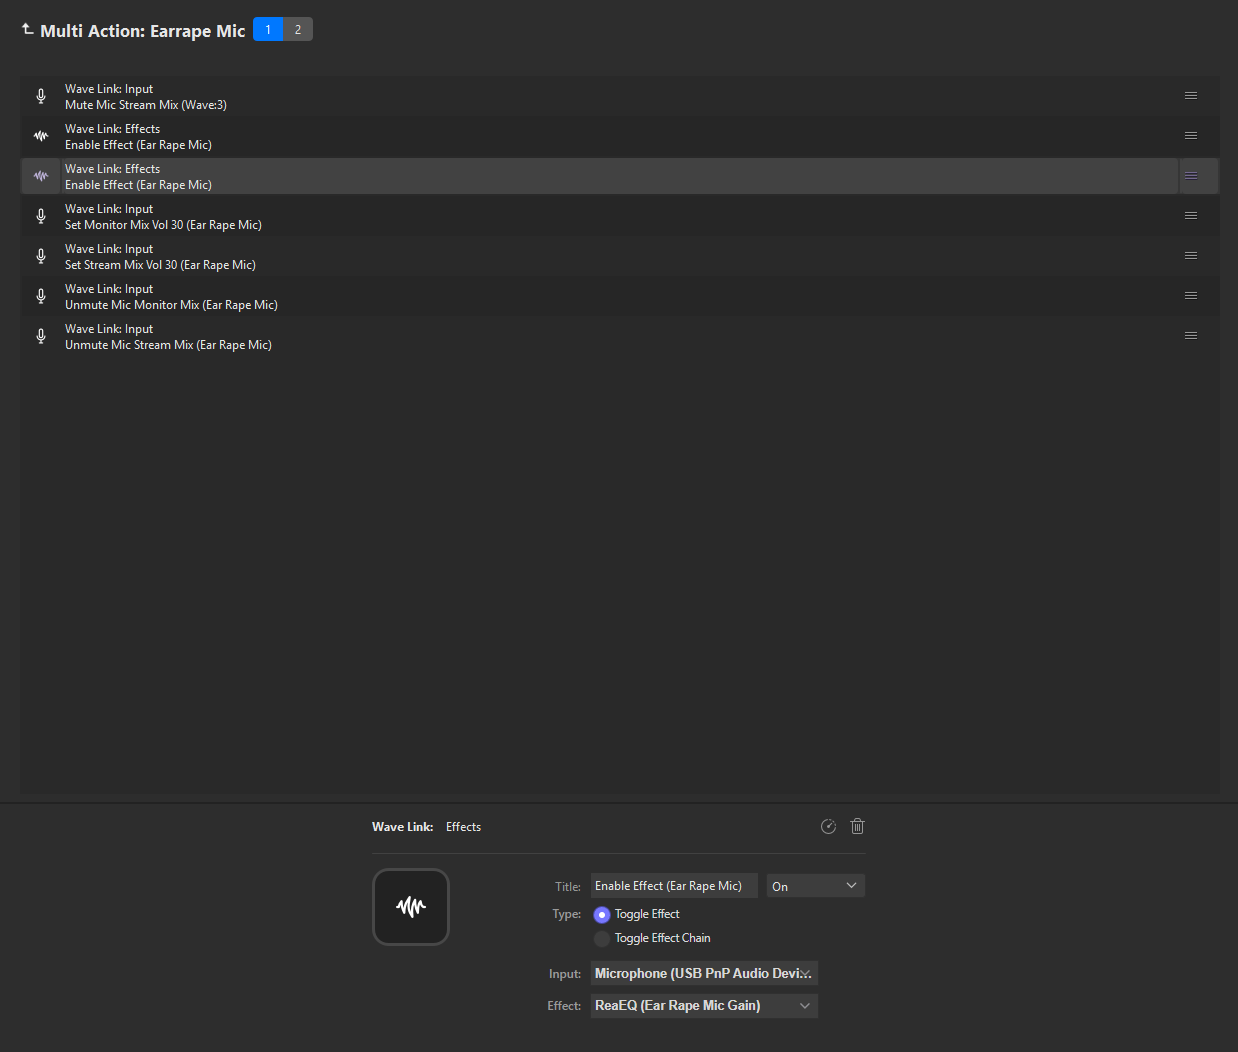 Multi Action: Earrape Mic 1 2
Wave Link: Input
Mute Mic Stream Mix (Wave:3)
Wave Link: Effects
Enable Effect (Ear Rape Mic)
Wave Link: Effects
Enable Effect (Ear Rape Mic)
Wave Link: Input
Set Monitor Mix Vol 30 (Ear Rape Mic)
Wave Link: Input
Set Stream Mix Vol 30 (Ear Rape Mic)
Wave Link: Input
Unmute Mic Monitor Mix (Ear Rape Mic)
Wave Link: Input
Unmute Mic Stream Mix (Ear Rape Mic)
Wave Link: Effects
Title: Enable Effect (Ear Rape Mic) On
Type: Toggle Effect
Toggle Effect Chain
Input: Microphone (USB PnP Audio Devi...
Effect: ReaEQ (Ear Rape Mic Gain)